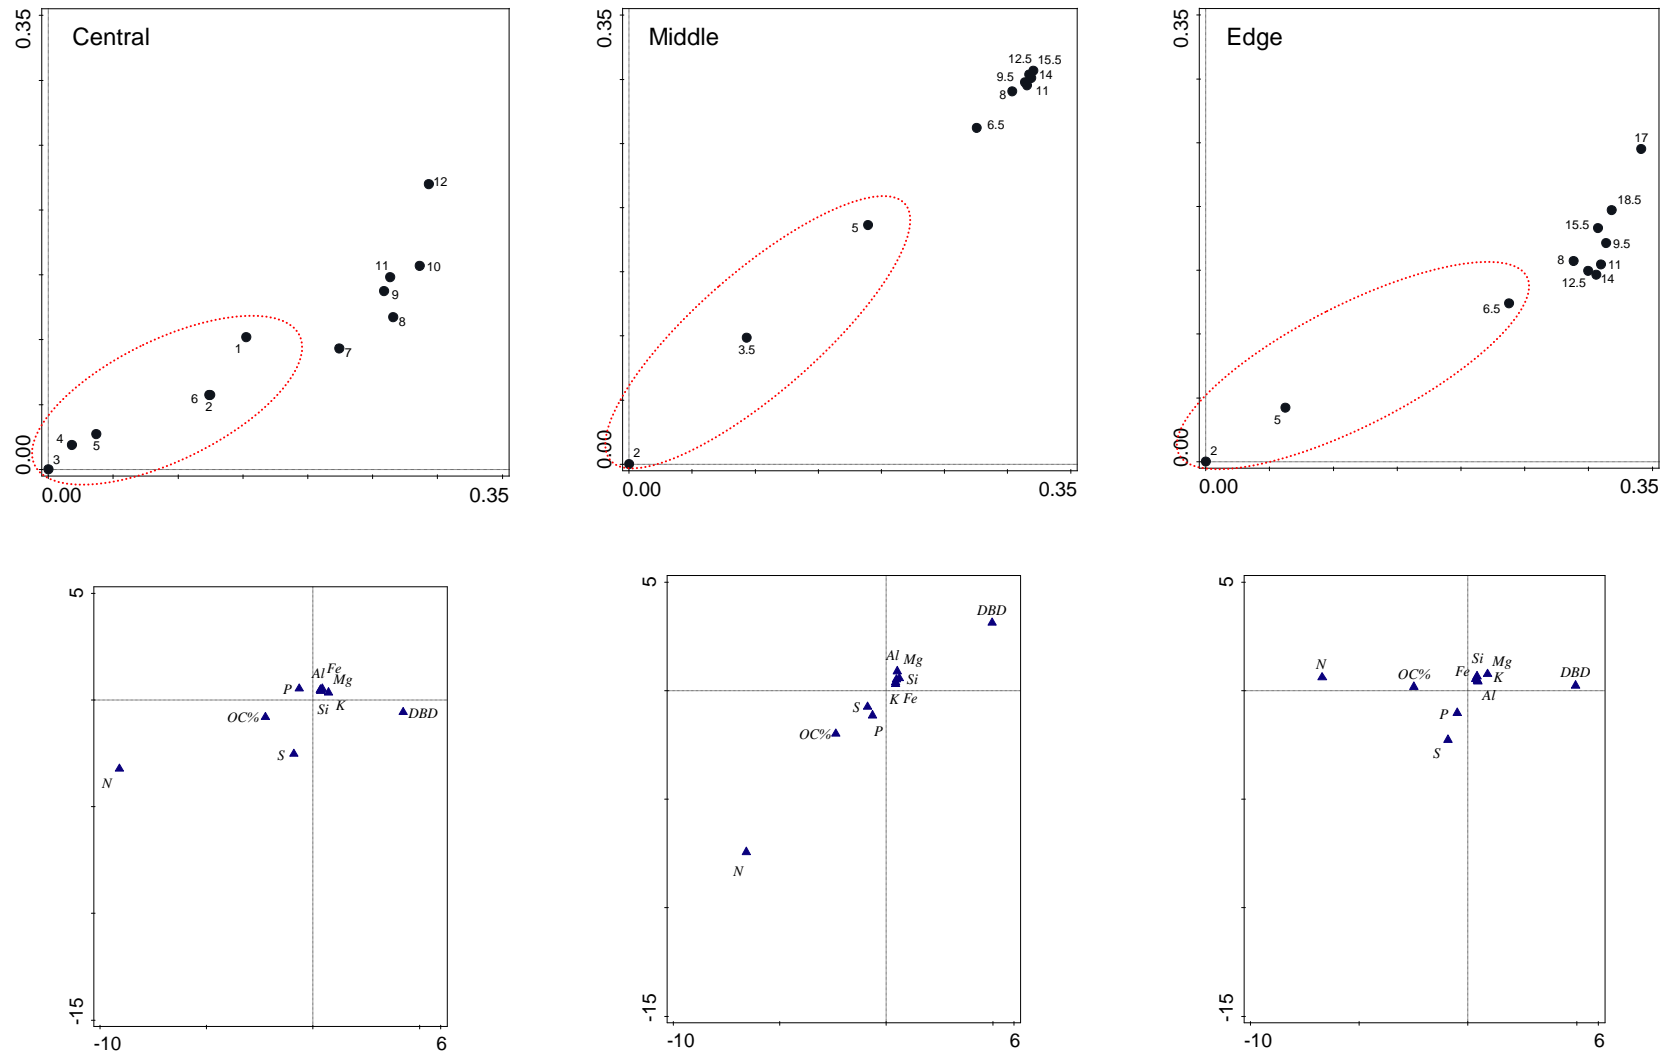 Central
0.35
12
11
10
9
8
1
7
6
2
4
5
3
0.00
0.00
0.35
Middle
0.35
12.5
15.5
9.5
14
8
11
6.5
5
3.5
2
0.00
0.00
0.35
Edge
0.35
17
18.5
15.5
9.5
8
11
12.5
14
6.5
5
2
0.00
0.00
0.35
5
Al
Fe
P
Mg
Si
K
OC%
DBD
S
N
-15
-10
6
5
DBD
Al
Mg
Si
S
K
Fe
OC%
P
N
-15
-10
6
5
Si
N
OC%
Fe
Mg
K
DBD
Al
P
S
-15
-10
6